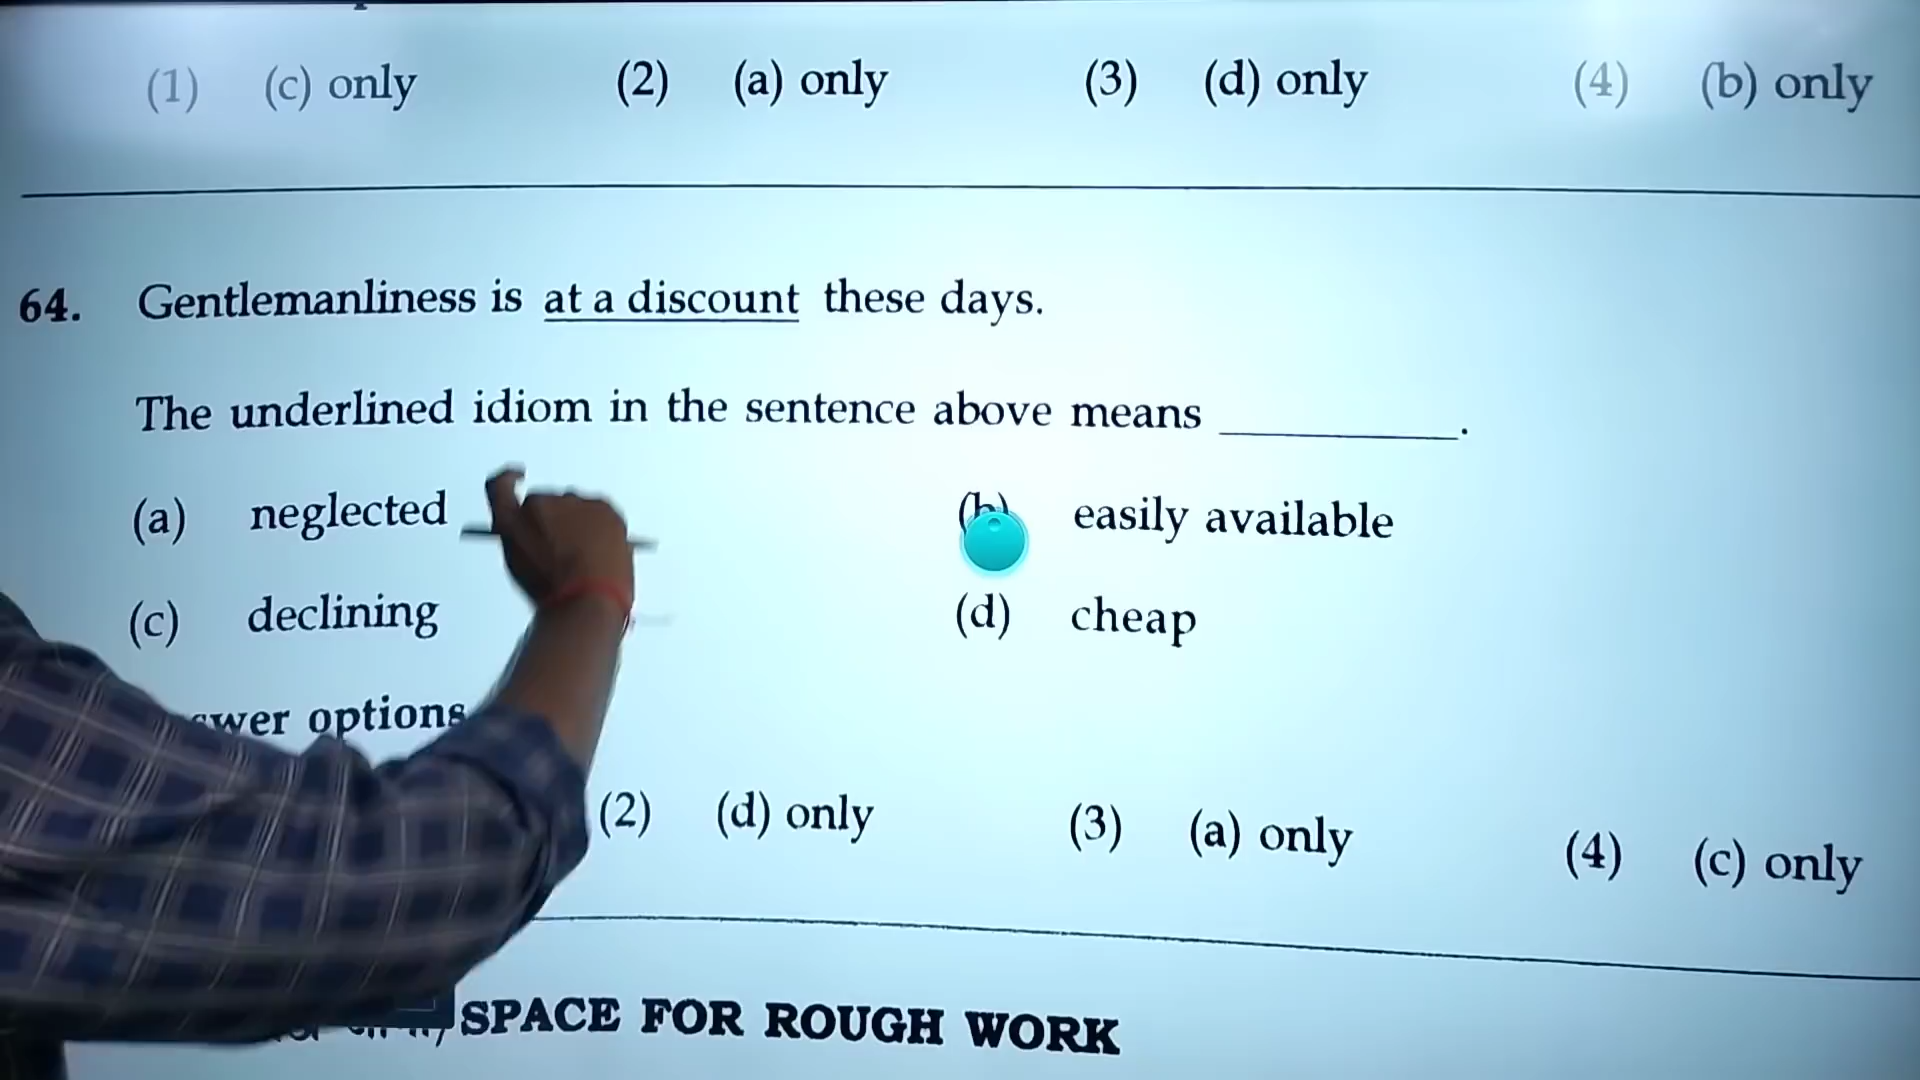 (1) (c) only (2) (a) only (3) (d) only (4) (b) only
64. Gentlemanliness is at a discount these days.
The underlined idiom in the sentence above means __________.
(a) neglected (b) easily available
(c) declining (d) cheap
options
(2) (d) only (3) (a) only (4) (c) only
SPACE FOR ROUGH WORK